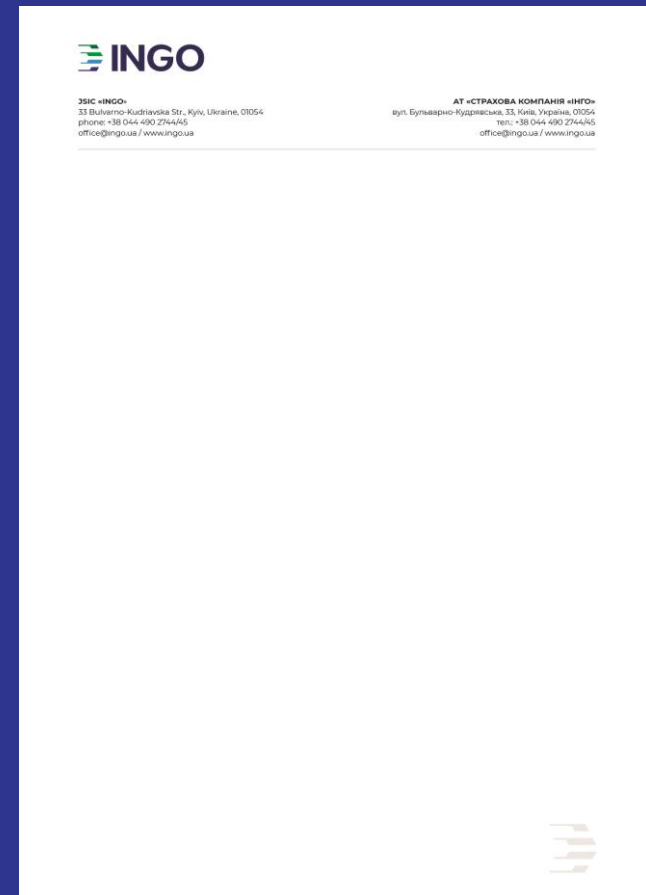 INGO
JSIC «INGO»
33 Bulvarno-Kudriavska Str., Kyiv, Ukraine, 01054
phone: +38 044 490 2744/45
office@ingo.ua / www.ingo.ua
АТ «СТРАХОВА КОМПАНІЯ «ІНГО»
вул. Бульварно-Кудрявська, 33, Київ, Україна, 01054
тел.: +38 044 490 2744/45
office@ingo.ua / www.ingo.ua